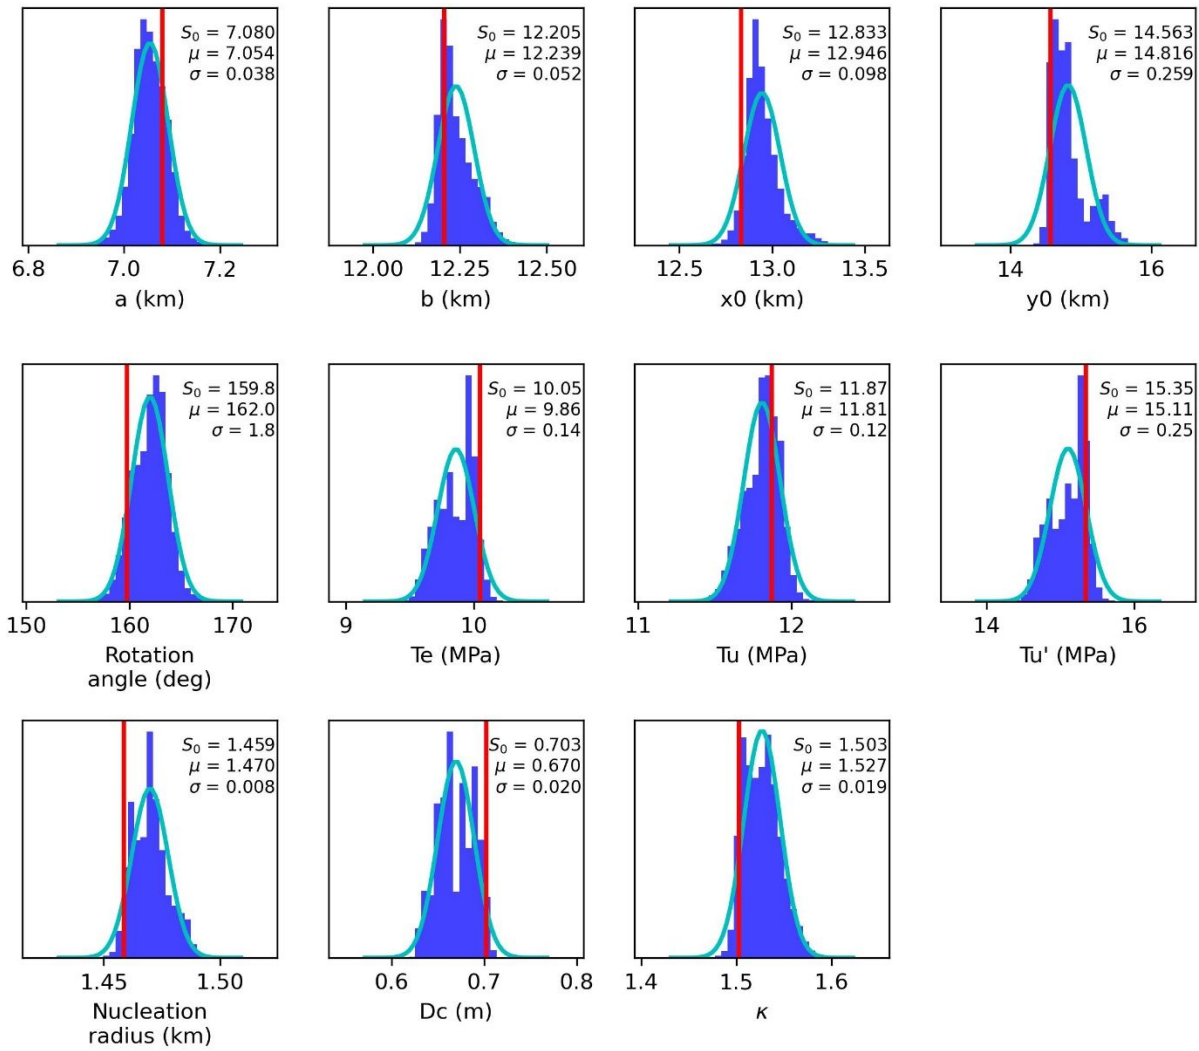 S₀ = 7.080
μ = 7.054
σ = 0.038
6.8 7.0 7.2
a (km)
S₀ = 12.205
μ = 12.239
σ = 0.052
12.00 12.25 12.50
b (km)
S₀ = 12.833
μ = 12.946
σ = 0.098
12.5 13.0 13.5
x0 (km)
S₀ = 14.563
μ = 14.816
σ = 0.259
14 16
y0 (km)
S₀ = 159.8
μ = 162.0
σ = 1.8
150 160 170
Rotation
angle (deg)
S₀ = 10.05
μ = 9.86
σ = 0.14
9 10
Te (MPa)
S₀ = 11.87
μ = 11.81
σ = 0.12
11 12
Tu (MPa)
S₀ = 15.35
μ = 15.11
σ = 0.25
14 16
Tu' (MPa)
S₀ = 1.459
μ = 1.470
σ = 0.008
1.45 1.50
Nucleation
radius (km)
S₀ = 0.703
μ = 0.670
σ = 0.020
0.6 0.7 0.8
Dc (m)
S₀ = 1.503
μ = 1.527
σ = 0.019
1.4 1.5 1.6
κ